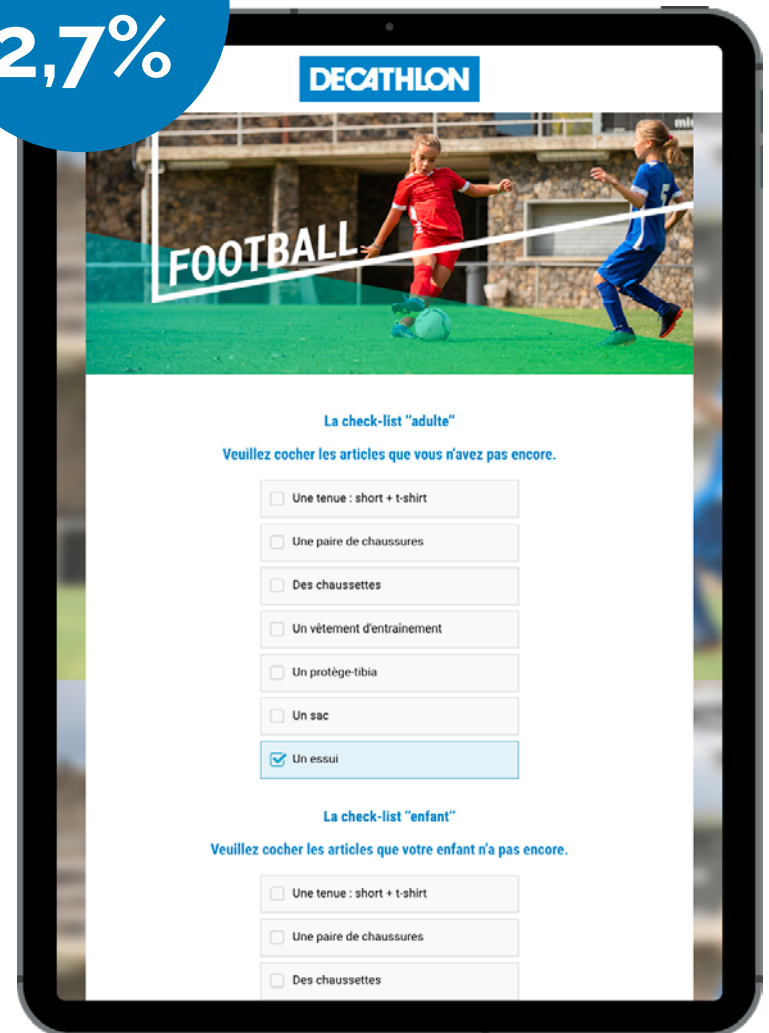 2,7%
DECATHLON
FOOTBALL
5
La check-list “adulte“
Veuillez cocher les articles que vous n’avez pas encore.
Une tenue : short + t-shirt
Une paire de chaussures
Des chaussettes
Un vêtement d’entraînement
Un protège-tibia
Un sac
Un essui
La check-list “enfant“
Veuillez cocher les articles que votre enfant n’a pas encore.
Une tenue : short + t-shirt
Une paire de chaussures
Des chaussettes